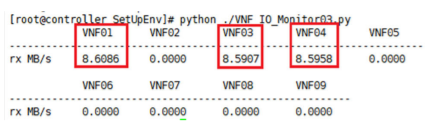 [root@controller SetUpEnv]# python ./VNF_IO_Monitor03.py
VNF01 VNF02 VNF03 VNF04 VNF05
--------------------------------------------------------------
rx MB/s 8.6086 0.0000 8.5907 8.5958 0.0000
VNF06 VNF07 VNF08 VNF09
--------------------------------------------------
rx MB/s 0.0000 0.0000 0.0000 0.0000